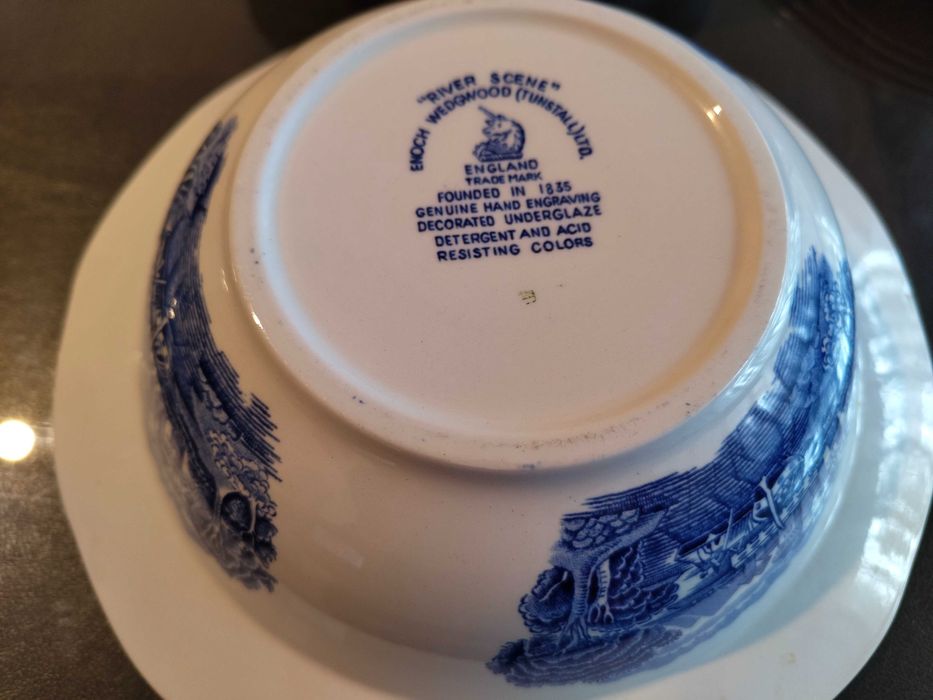 "RIVER SCENE"
ENOCH WEDGWOOD (TUNSTALL) LTD.
ENGLAND
TRADE MARK
FOUNDED IN 1835
GENUINE HAND ENGRAVING
DECORATED UNDERGLAZE
DETERGENT AND ACID
RESISTING COLORS